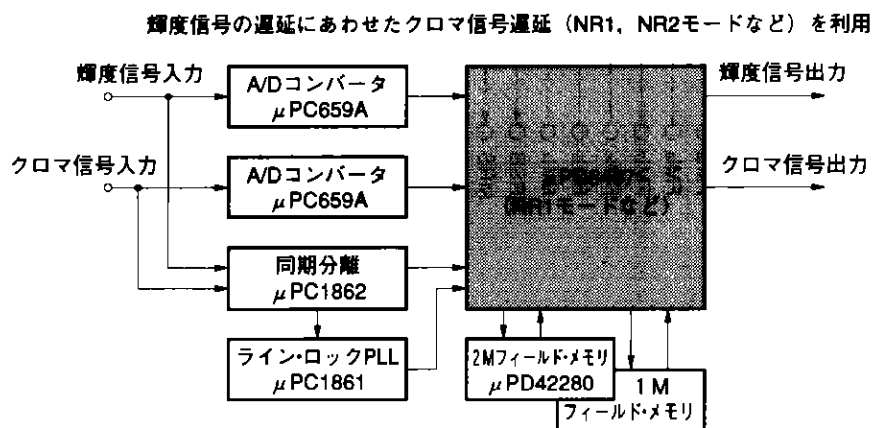 輝度信号の遅延にあわせたクロマ信号遅延(NR1, NR2モードなど)を利用
輝度信号入力
A/Dコンバータ
μPC659A
輝度信号出力
クロマ信号入力
A/Dコンバータ
μPC659A
(NR1モードなど)
クロマ信号出力
同期分離
μPC1862
ライン・ロックPLL
μPC1861
2Mフィールド・メモリ
μPD42280
1M
フィールド・メモリ